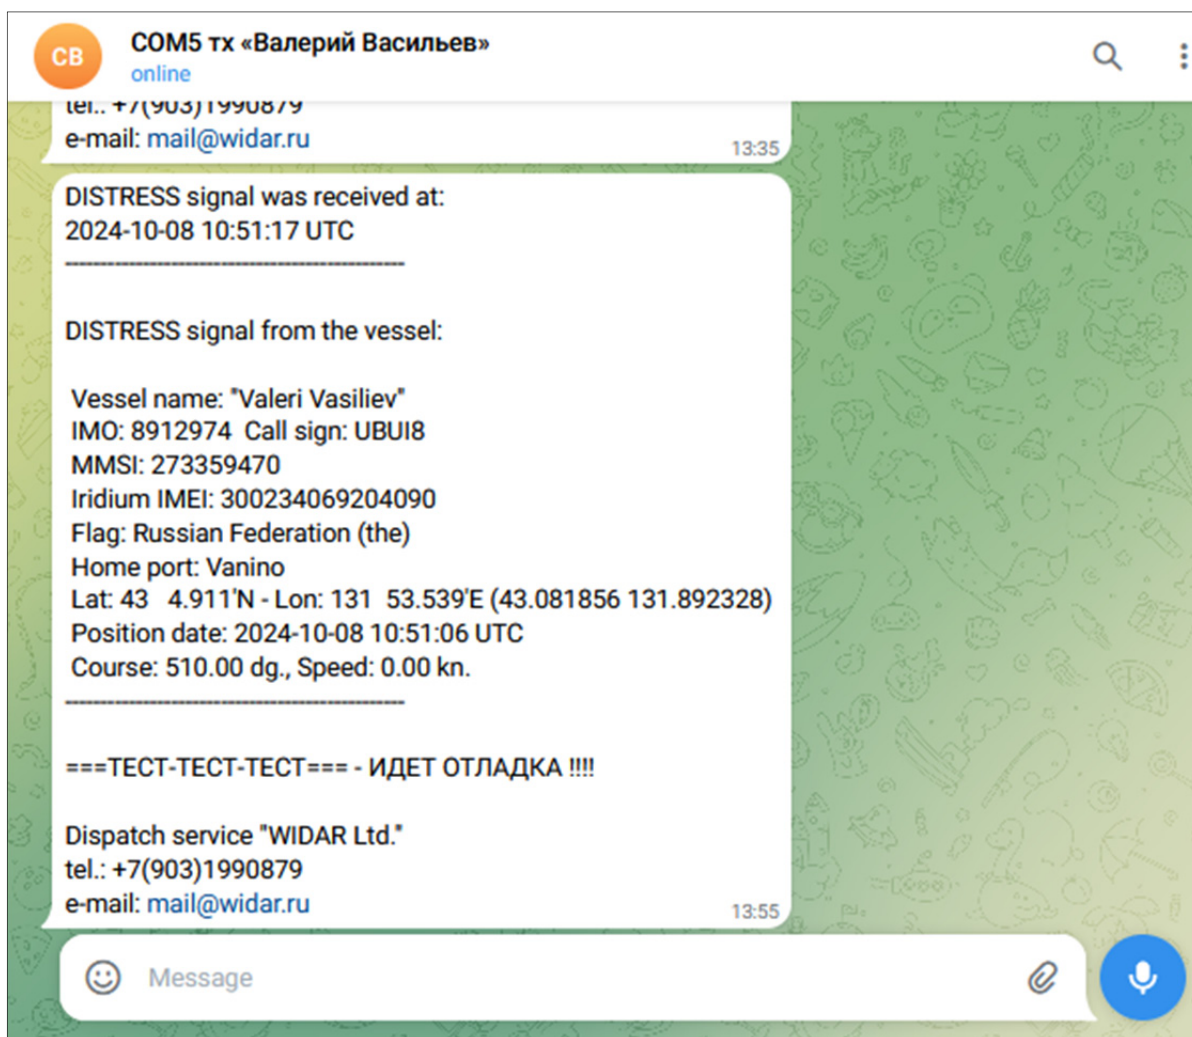 СВ
СОМ5 тх «Валерий Васильев»
online
tel.: +7(903)1990879
e-mail: mail@widar.ru
13:35
DISTRESS signal was received at:
2024-10-08 10:51:17 UTC
------------------------------------------------
DISTRESS signal from the vessel:
Vessel name: "Valeri Vasiliev"
IMO: 8912974  Call sign: UBUI8
MMSI: 273359470
Iridium IMEI: 300234069204090
Flag: Russian Federation (the)
Home port: Vanino
Lat: 43   4.911'N - Lon: 131  53.539'E (43.081856 131.892328)
Position date: 2024-10-08 10:51:06 UTC
Course: 510.00 dg., Speed: 0.00 kn.
------------------------------------------------
===ТЕСТ-ТЕСТ-ТЕСТ=== - ИДЕТ ОТЛАДКА !!!!
Dispatch service "WIDAR Ltd."
tel.: +7(903)1990879
e-mail: mail@widar.ru
13:55
Message